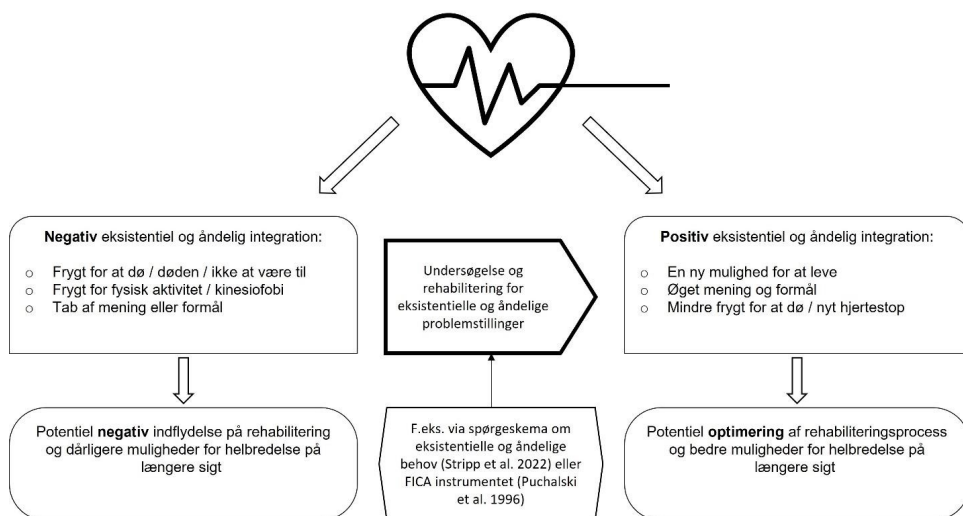 Negativ eksistentiel og åndelig integration:
o Frygt for at dø / døden / ikke at være til
o Frygt for fysisk aktivitet / kinesiofobi
o Tab af mening eller formål
Potentiel negativ indflydelse på rehabilitering
og dårligere muligheder for helbredelse på
længere sigt
Undersøgelse og
rehabilitering for
eksistentielle og åndelige
problemstillinger
F.eks. via spørgeskema om
eksistentielle og åndelige
behov (Stripp et al. 2022) eller
FICA instrumentet (Puchalski
et al. 1996)
Positiv eksistentiel og åndelig integration:
o En ny mulighed for at leve
o Øget mening og formål
o Mindre frygt for at dø / nyt hjertestop
Potentiel optimering af rehabiliteringsprocess
og bedre muligheder for helbredelse på
længere sigt